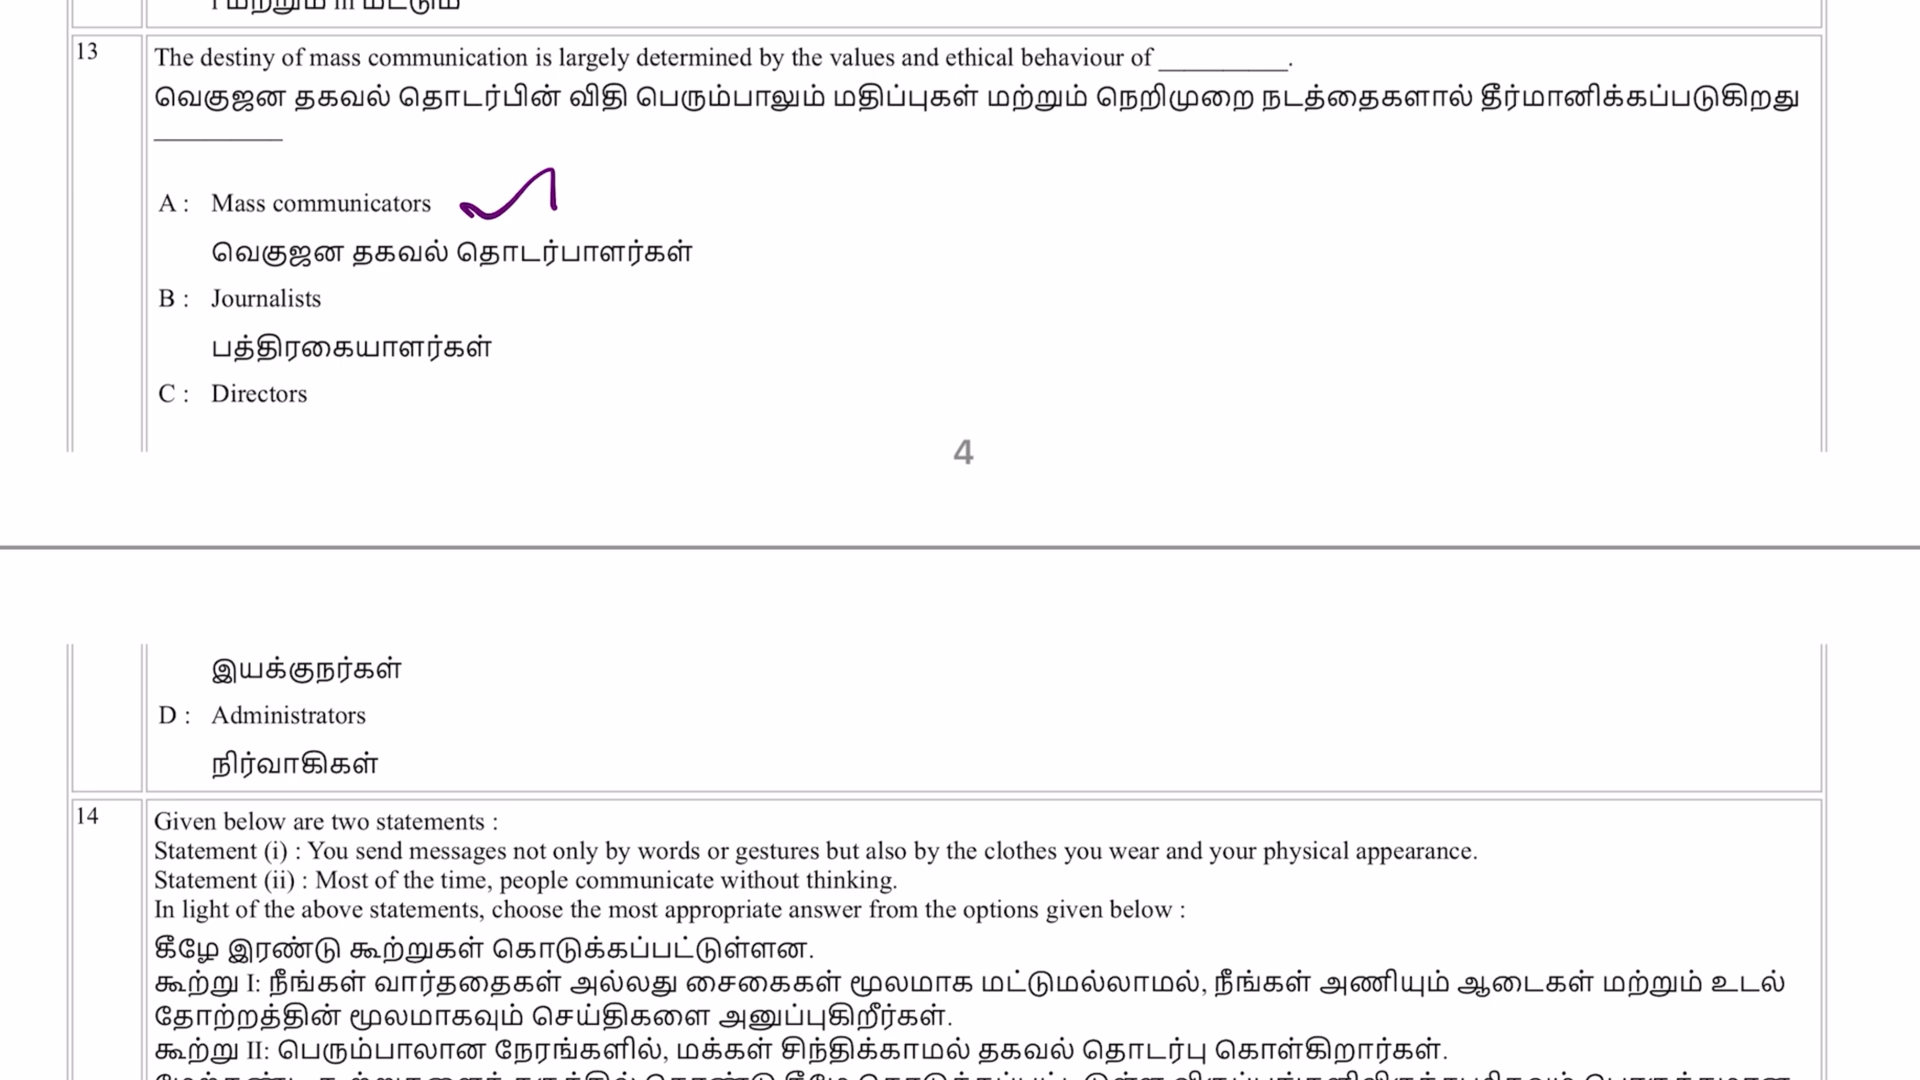 i மற்றும் iii மட்டும்
13
The destiny of mass communication is largely determined by the values and ethical behaviour of __________.
வெகுஜன தகவல் தொடர்பின் விதி பெரும்பாலும் மதிப்புகள் மற்றும் நெறிமுறை நடத்தைகளால் தீர்மானிக்கப்படுகிறது
__________
A : Mass communicators
வெகுஜன தகவல் தொடர்பாளர்கள்
B : Journalists
பத்திரகையாளர்கள்
C : Directors
4
இயக்குநர்கள்
D : Administrators
நிர்வாகிகள்
14
Given below are two statements :
Statement (i) : You send messages not only by words or gestures but also by the clothes you wear and your physical appearance.
Statement (ii) : Most of the time, people communicate without thinking.
In light of the above statements, choose the most appropriate answer from the options given below :
கீழே இரண்டு கூற்றுகள் கொடுக்கப்பட்டுள்ளன.
கூற்று I: நீங்கள் வார்த்தைகள் அல்லது சைகைகள் மூலமாக மட்டுமல்லாமல், நீங்கள் அணியும் ஆடைகள் மற்றும் உடல்
தோற்றத்தின் மூலமாகவும் செய்திகளை அனுப்புகிறீர்கள்.
கூற்று II: பெரும்பாலான நேரங்களில், மக்கள் சிந்திக்காமல் தகவல் தொடர்பு கொள்கிறார்கள்.